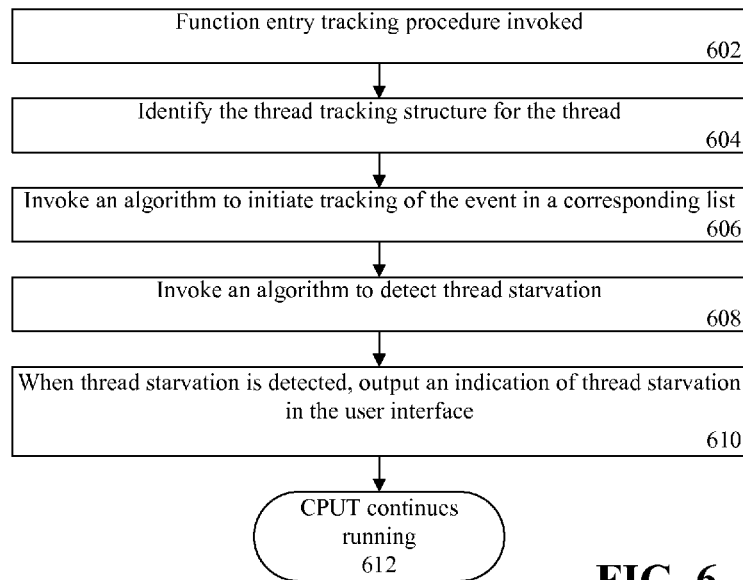 Function entry tracking procedure invoked
602
Identify the thread tracking structure for the thread
604
Invoke an algorithm to initiate tracking of the event in a corresponding list
606
Invoke an algorithm to detect thread starvation
608
When thread starvation is detected, output an indication of thread starvation
in the user interface
610
CPUT continues
running
612
FIG. 6